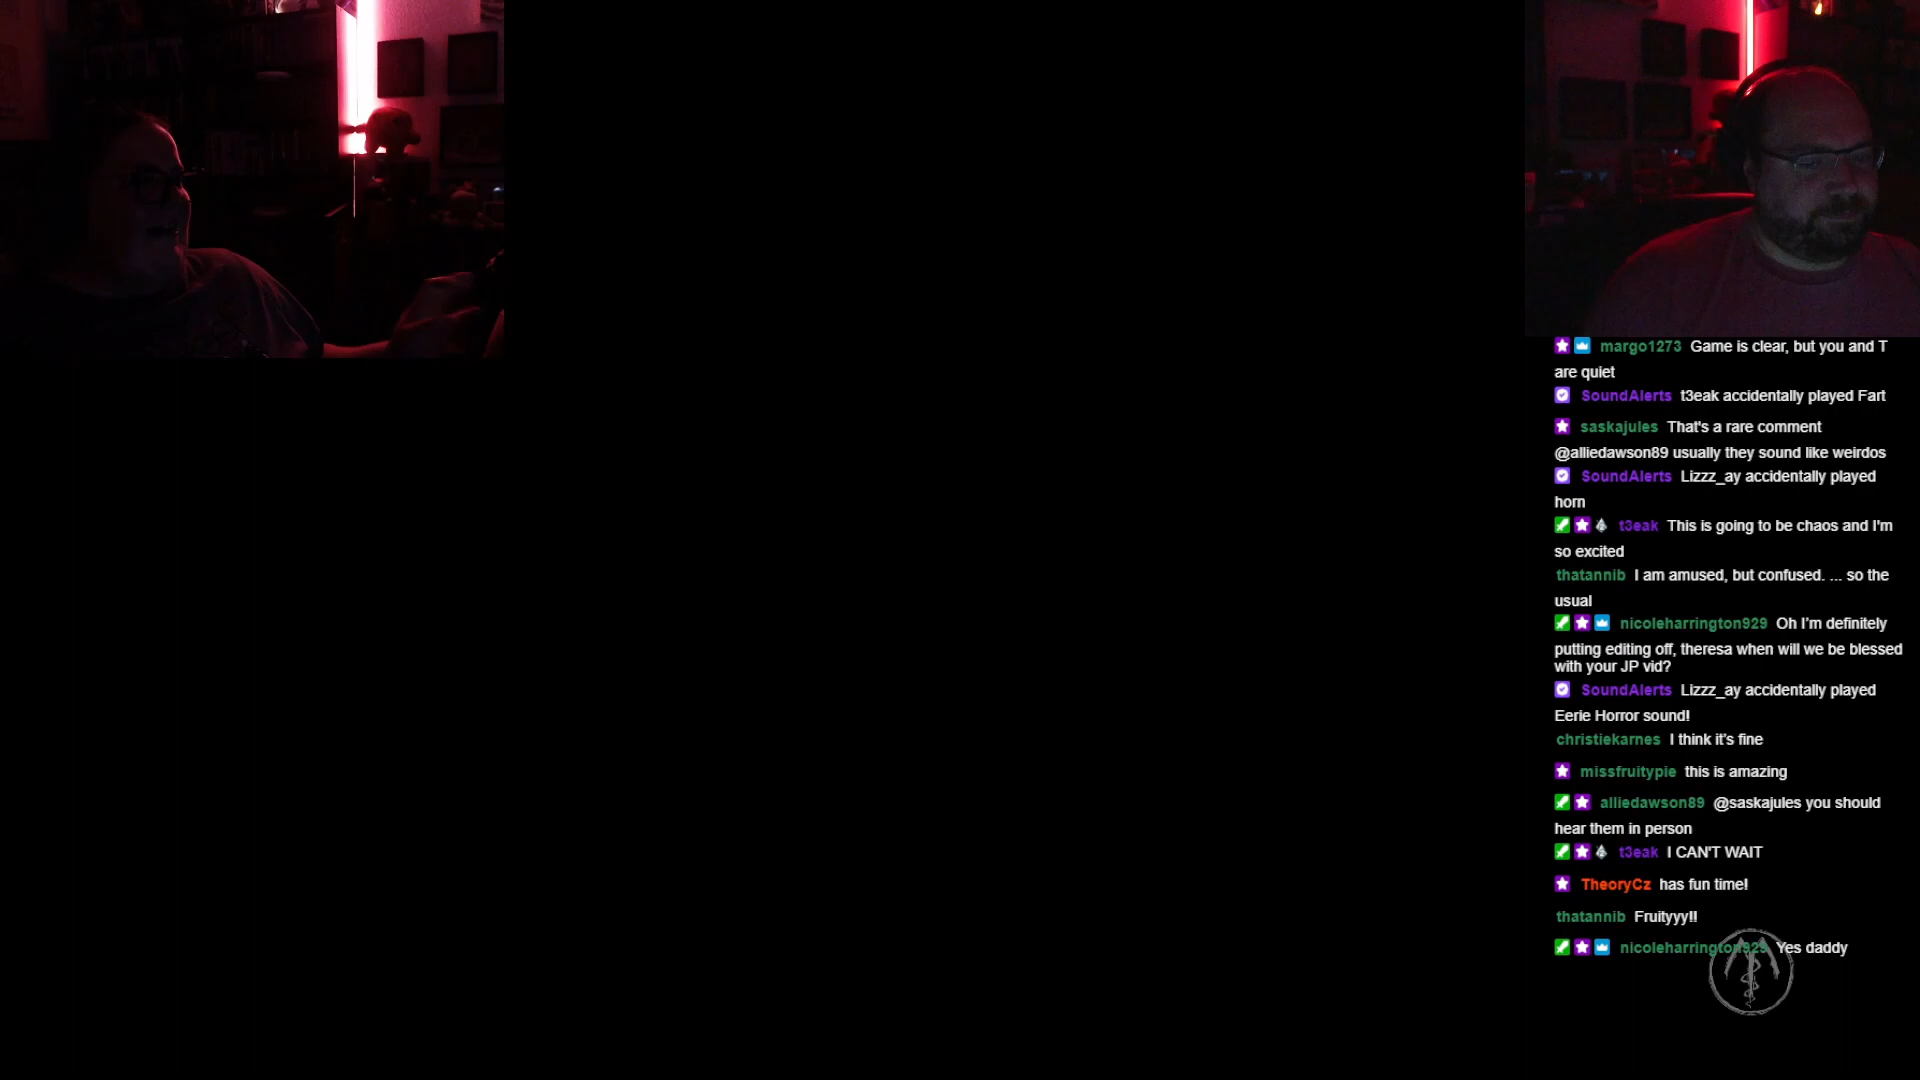 margo1273 Game is clear, but you and T
are quiet
SoundAlerts t3eak accidentally played Fart
saskajules That's a rare comment
@alliedawson89 usually they sound like weirdos
SoundAlerts Lizzz_ay accidentally played
horn
t3eak This is going to be chaos and I'm
so excited
thatannib I am amused, but confused. ... so the
usual
nicoleharrington929 Oh I'm definitely
putting editing off, theresa when will we be blessed
with your JP vid?
SoundAlerts Lizzz_ay accidentally played
Eerie Horror sound!
christiekarnes I think it's fine
missfruitypie this is amazing
alliedawson89 @saskajules you should
hear them in person
t3eak I CAN'T WAIT
TheoryCz has fun time!
thatannib Fruityyy!!
nicoleharrington929 Yes daddy